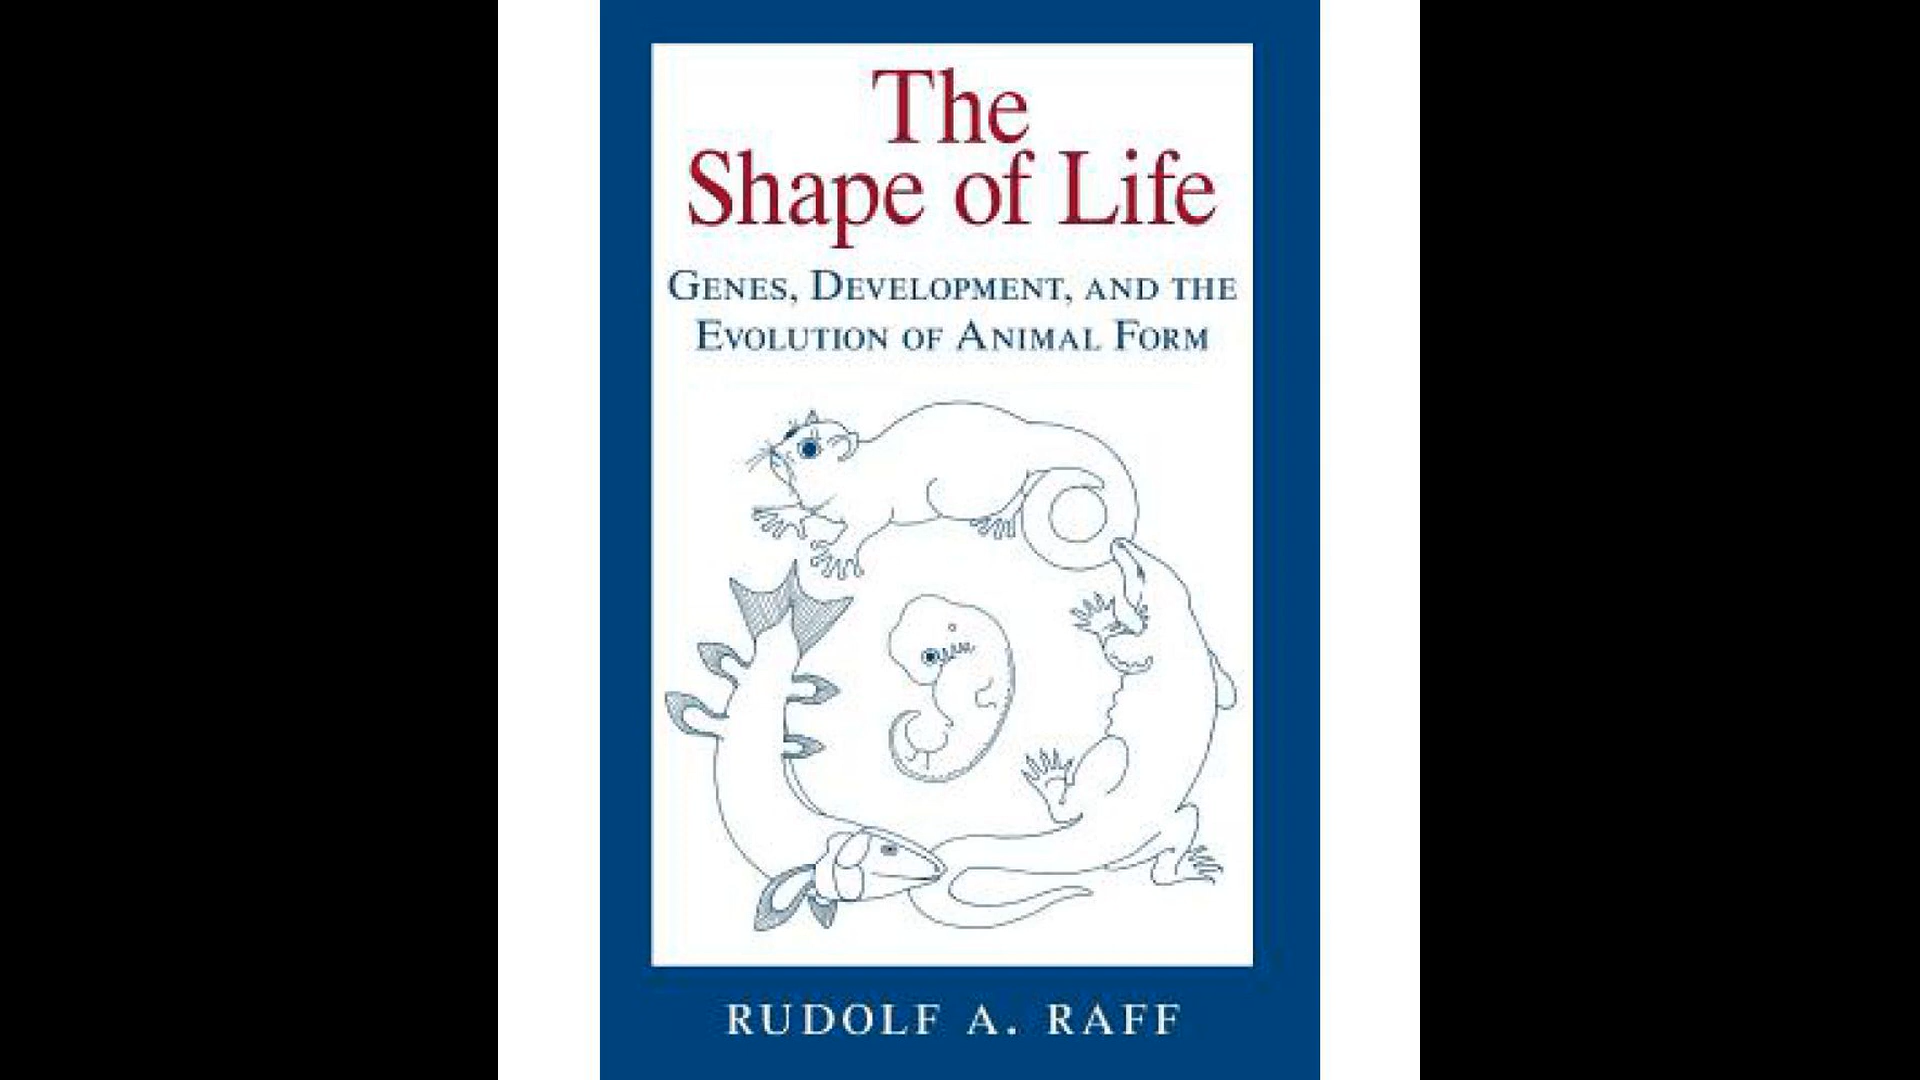 The
Shape of Life
GENES, DEVELOPMENT, AND THE
EVOLUTION OF ANIMAL FORM
RUDOLF A. RAFF